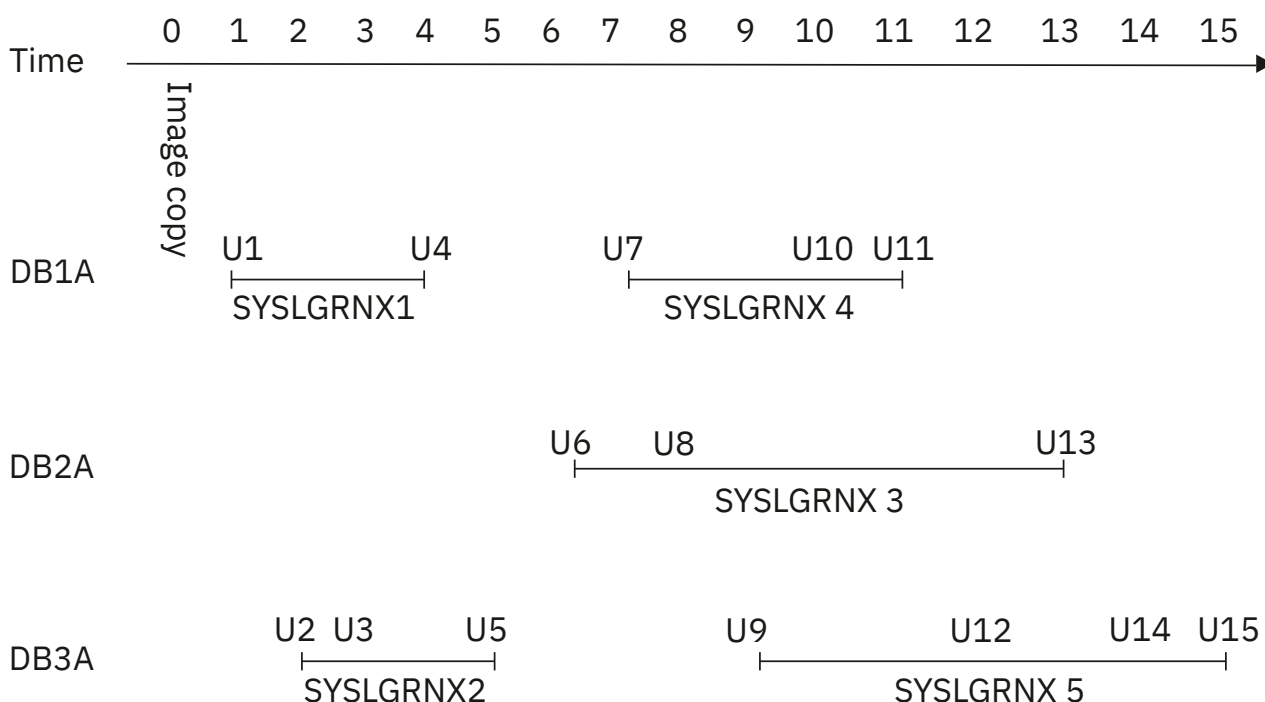 0 1 2 3 4 5 6 7 8 9 10 11 12 13 14 15
Time
Image copy
U1 U4 U7 U10 U11
DB1A
SYSLGRNX1 SYSLGRNX 4
U6 U8 U13
DB2A
SYSLGRNX 3
U2 U3 U5 U9 U12 U14 U15
DB3A
SYSLGRNX2 SYSLGRNX 5